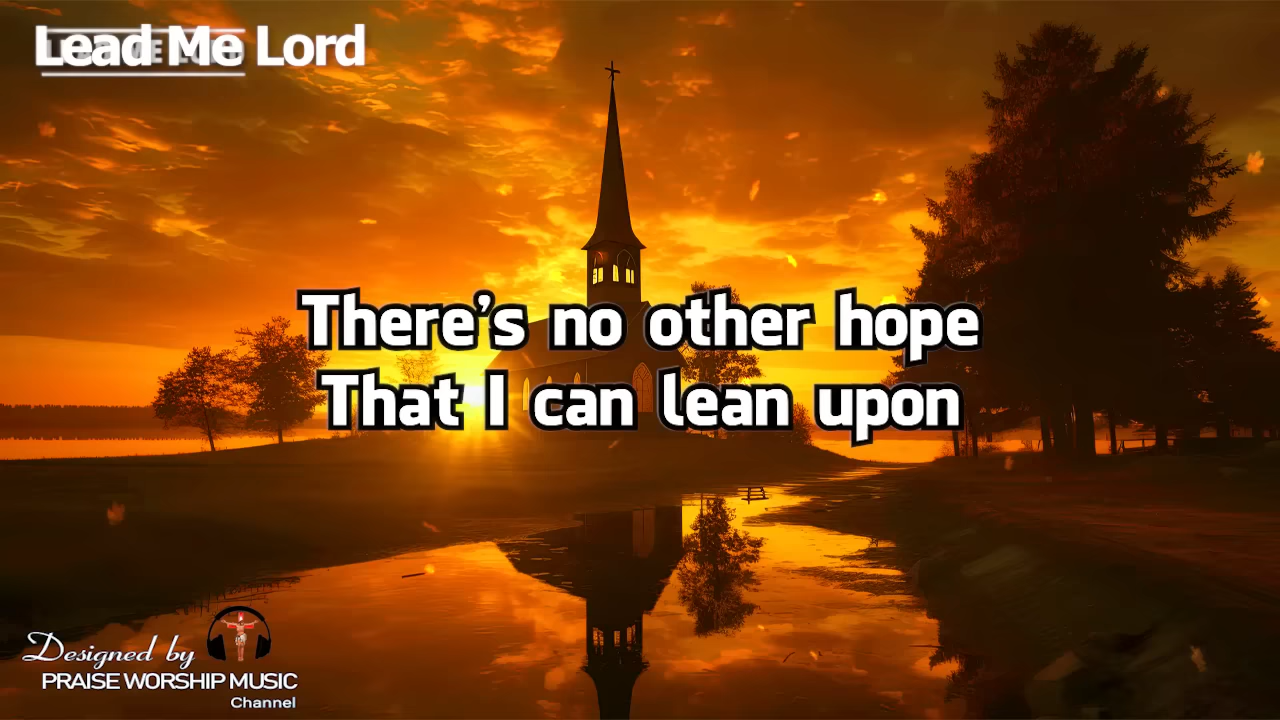 Lead Me Lord
There's no other hope
That I can lean upon
Designed by
PRAISE WORSHIP MUSIC
Channel